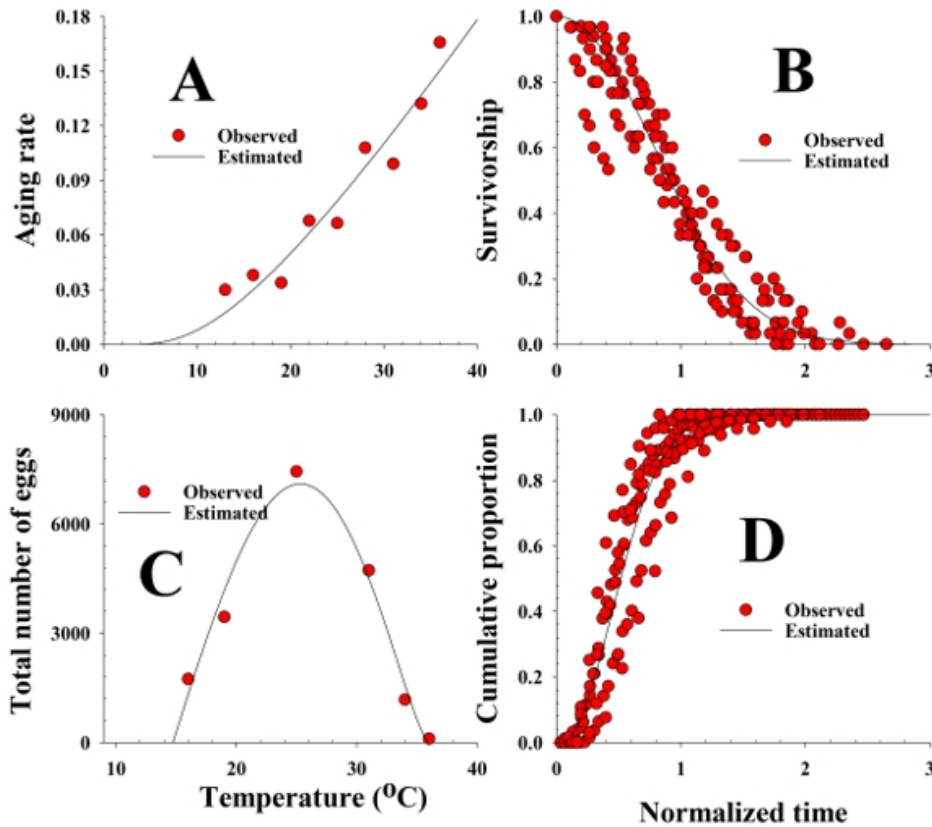 0.18
0.15
0.12
0.09
0.06
0.03
0.00
Aging rate
A
Observed
Estimated
0 10 20 30 40
1.0
0.8
0.6
0.4
0.2
0.0
Survivorship
B
Observed
Estimated
0 1 2 3
9000
6000
3000
0
Total number of eggs
Observed
Estimated
C
10 20 30 40
Temperature (⁰C)
1.0
0.8
0.6
0.4
0.2
0.0
Cumulative proportion
D
Observed
Estimated
0 1 2 3
Normalized time